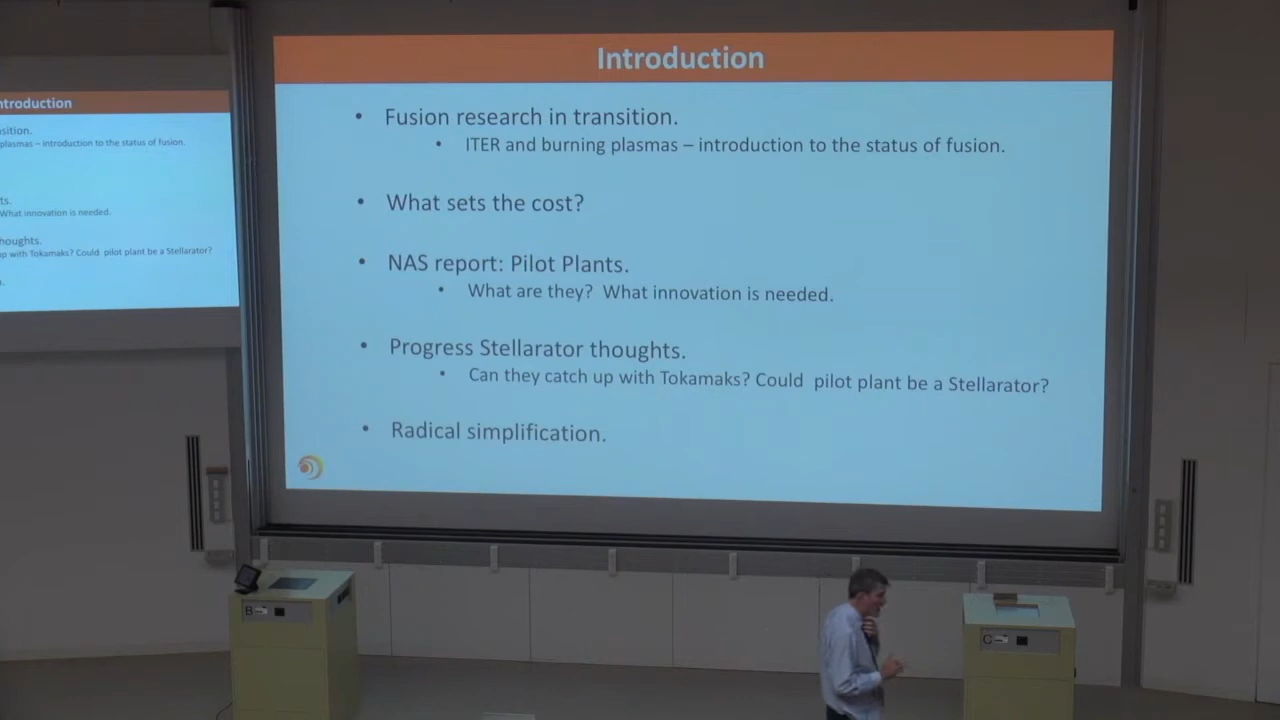 Introduction
• Fusion research in transition.
• ITER and burning plasmas – introduction to the status of fusion.
• What sets the cost?
• NAS report: Pilot Plants.
• What are they? What innovation is needed.
• Progress Stellarator thoughts.
• Can they catch up with Tokamaks? Could pilot plant be a Stellarator?
• Radical simplification.
ntroduction
sition.
plasmas – introduction to the status of fusion.
ts.
What innovation is needed.
houghts.
up with Tokamaks? Could pilot plant be a Stellarator?
B
C